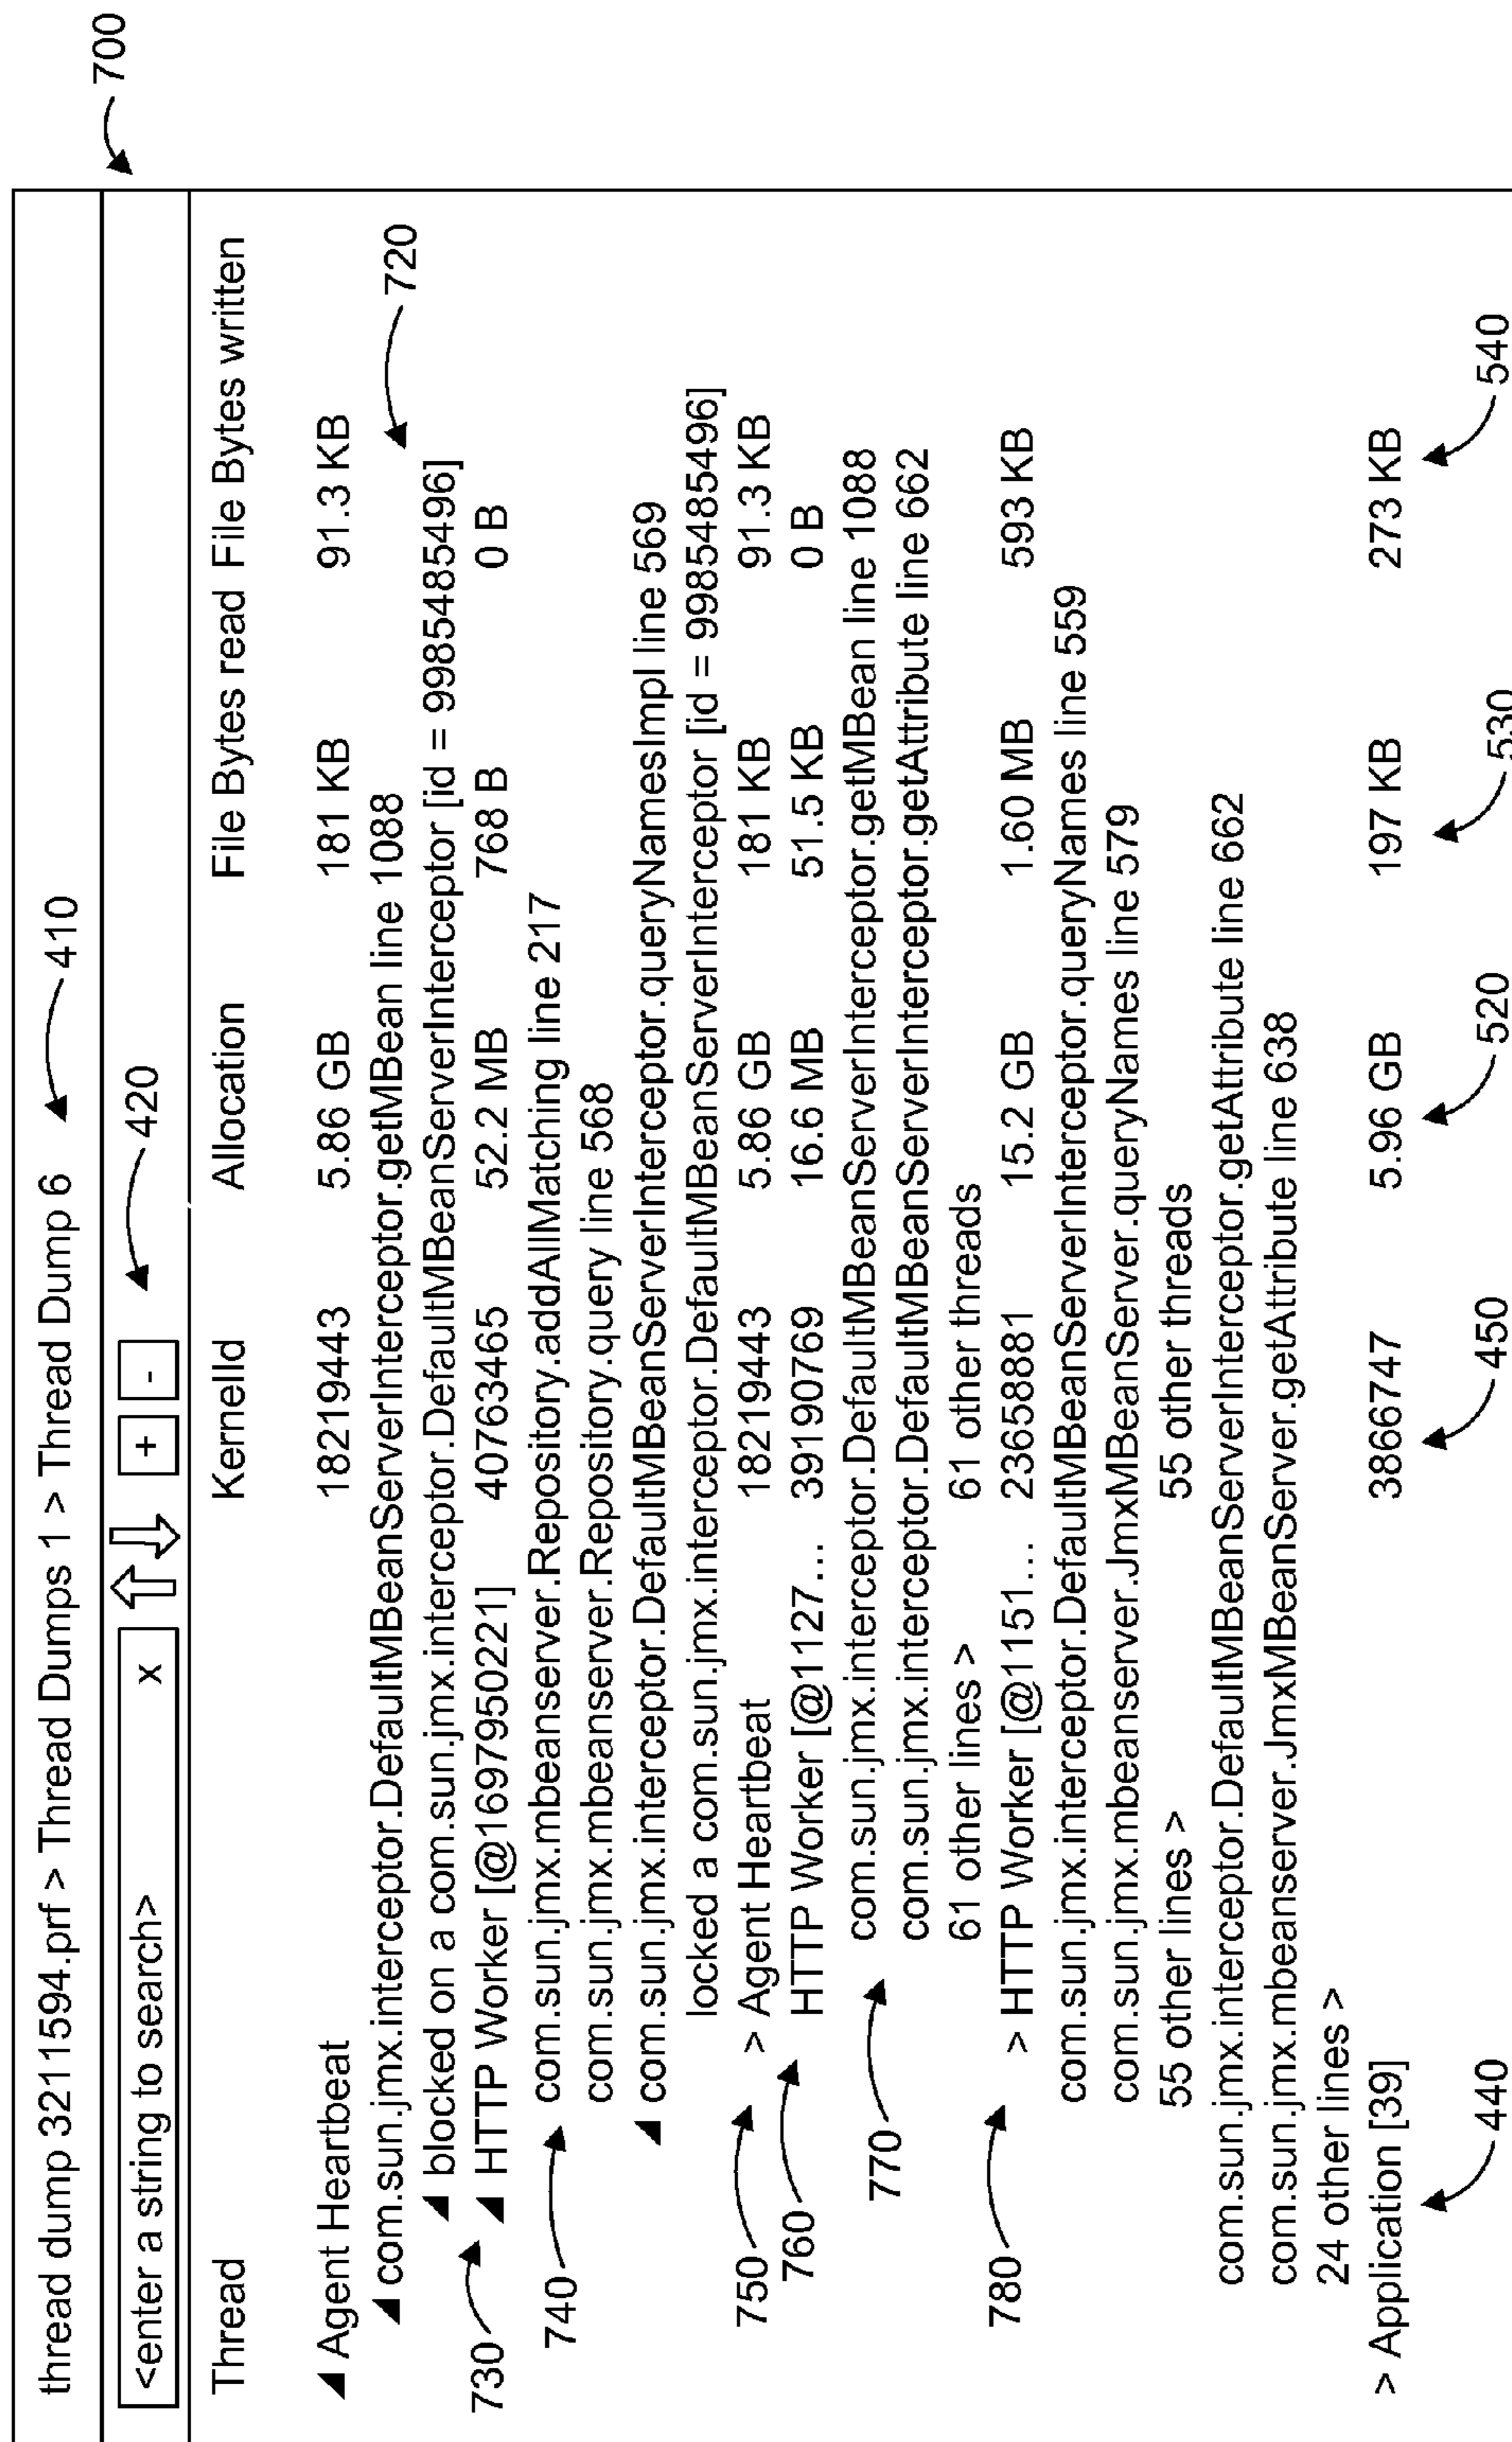 700
thread dump 3211594.prf > Thread Dumps 1 > Thread Dump 6 410
<enter a string to search> x + - 420
Thread KernelId Allocation File Bytes read File Bytes written
Agent Heartbeat 18219443 5.86 GB 181 KB 91.3 KB
com.sun.jmx.interceptor.DefaultMBeanServerInterceptor.getMBean line 1088
720
blocked on a com.sun.jmx.interceptor.DefaultMBeanServerInterceptor [id = 9985485496]
730 HTTP Worker [@1697950221] 40763465 52.2 MB 768 B 0 B
740 com.sun.jmx.mbeanserver.Repository.addAllMatching line 217
com.sun.jmx.mbeanserver.Repository.query line 568
com.sun.jmx.interceptor.DefaultMBeanServerInterceptor.queryNamesImpl line 569
locked a com.sun.jmx.interceptor.DefaultMBeanServerInterceptor [id = 9985485496]
750 > Agent Heartbeat 18219443 5.86 GB 181 KB 91.3 KB
760 HTTP Worker [@1127... 39190769 16.6 MB 51.5 KB 0 B
770 com.sun.jmx.interceptor.DefaultMBeanServerInterceptor.getMBean line 1088
com.sun.jmx.interceptor.DefaultMBeanServerInterceptor.getAttribute line 662
61 other lines > 61 other threads
780 > HTTP Worker [@1151... 23658881 15.2 GB 1.60 MB 593 KB
com.sun.jmx.interceptor.DefaultMBeanServerInterceptor.queryNames line 559
com.sun.jmx.mbeanserver.JmxMBeanServer.queryNames line 579
55 other lines > 55 other threads
com.sun.jmx.interceptor.DefaultMBeanServerInterceptor.getAttribute line 662
com.sun.jmx.mbeanserver.JmxMBeanServer.getAttribute line 638
24 other lines >
> Application [39] 3866747 5.96 GB 197 KB 273 KB
440 450 520 530 540